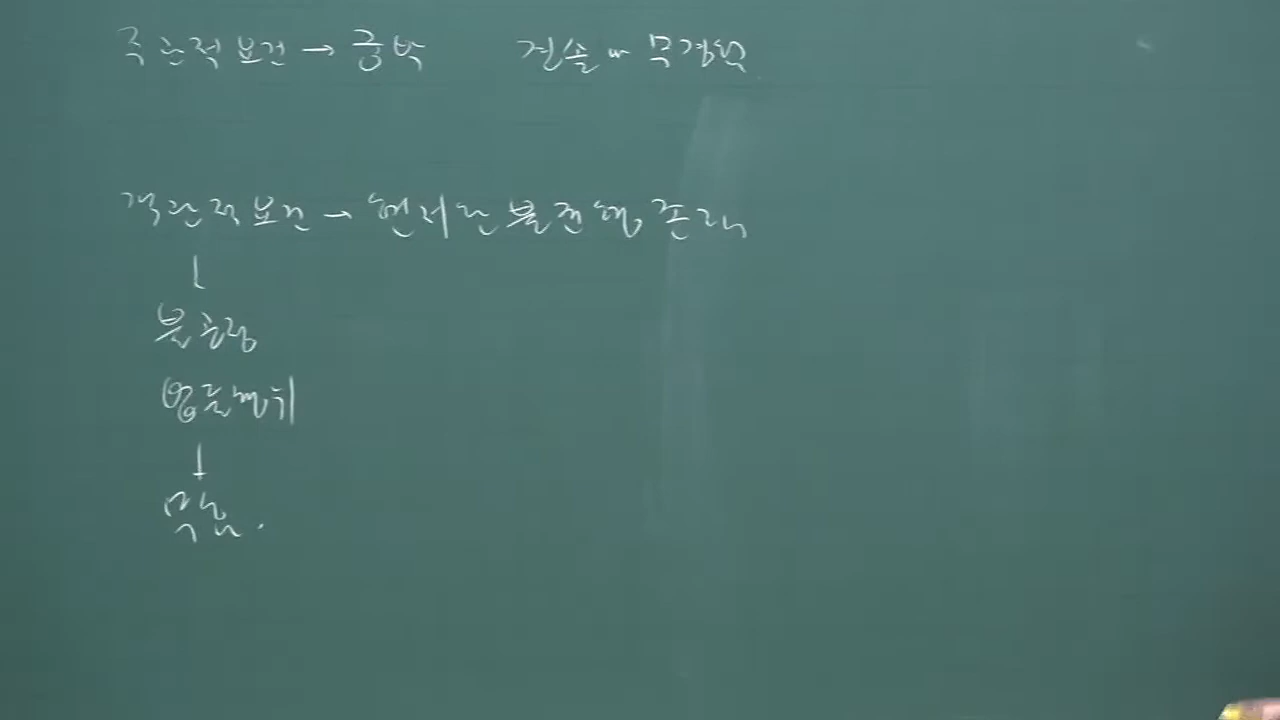 주관적 요건 → 궁박 경솔 or 무경험
객관적 요건 → 현저한 불균형 존재
↓
불공정
법률행위
↓
무효.